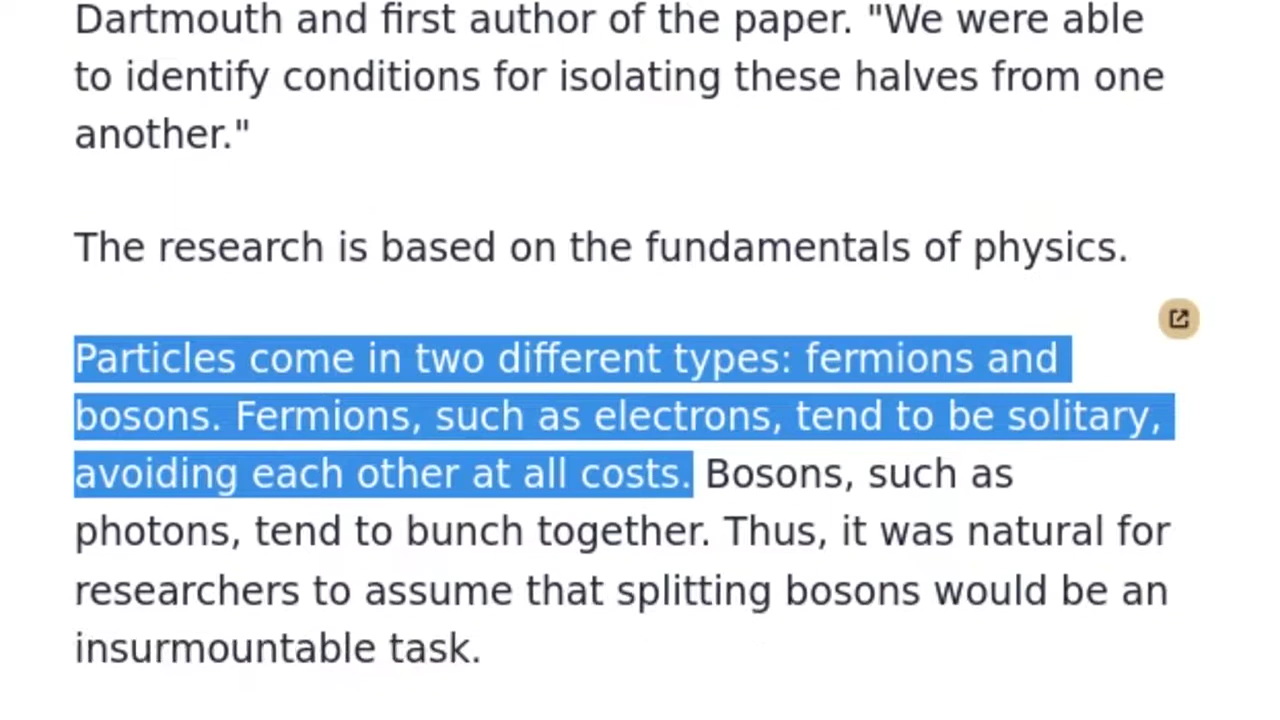 Dartmouth and first author of the paper. "We were able
to identify conditions for isolating these halves from one
another."
The research is based on the fundamentals of physics.
Particles come in two different types: fermions and
bosons. Fermions, such as electrons, tend to be solitary,
avoiding each other at all costs. Bosons, such as
photons, tend to bunch together. Thus, it was natural for
researchers to assume that splitting bosons would be an
insurmountable task.